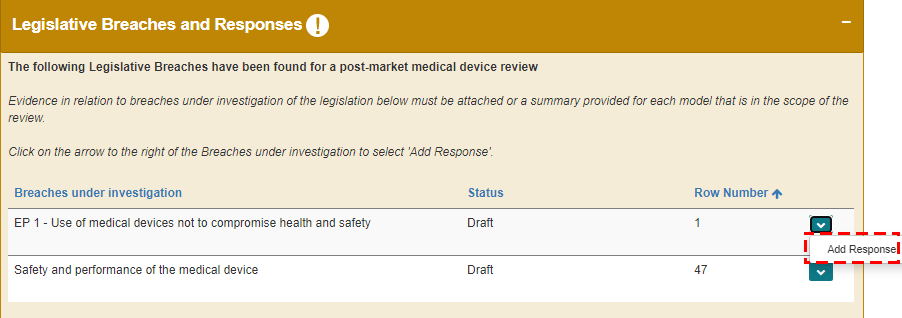 Legislative Breaches and Responses
The following Legislative Breaches have been found for a post-market medical device review
Evidence in relation to breaches under investigation of the legislation below must be attached or a summary provided for each model that is in the scope of the
review.
Click on the arrow to the right of the Breaches under investigation to select 'Add Response'.
Breaches under investigation Status Row Number
EP 1 - Use of medical devices not to compromise health and safety Draft 1
Add Response
Safety and performance of the medical device Draft 47